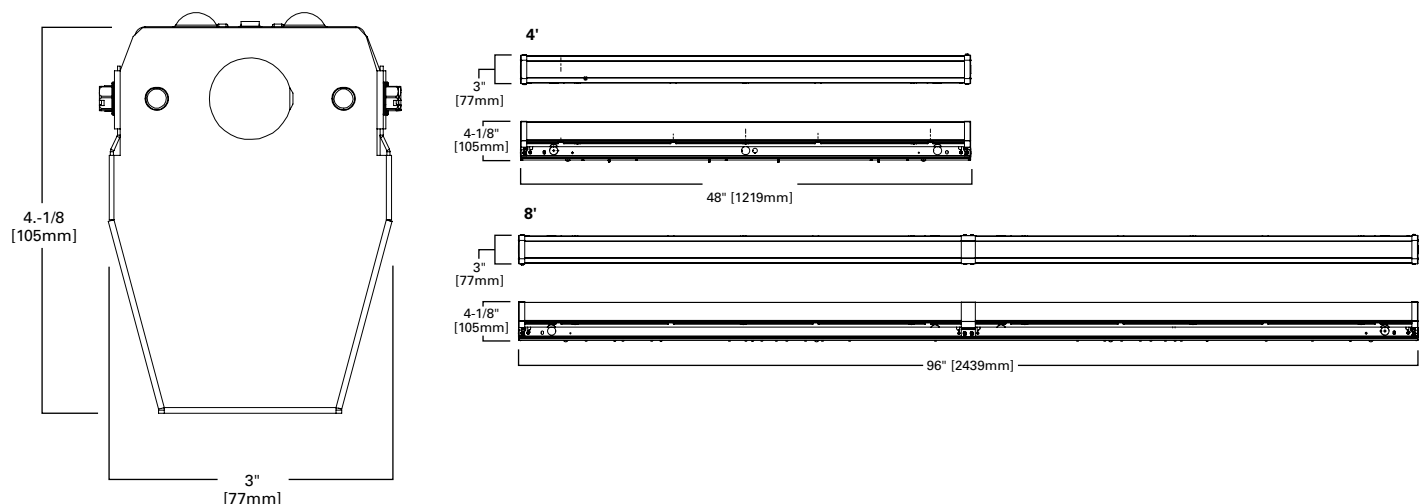 4.-1/8
[105mm]
3"
[77mm]
4'
3"
[77mm]
4-1/8"
[105mm]
48" [1219mm]
8'
3"
[77mm]
4-1/8"
[105mm]
96" [2439mm]